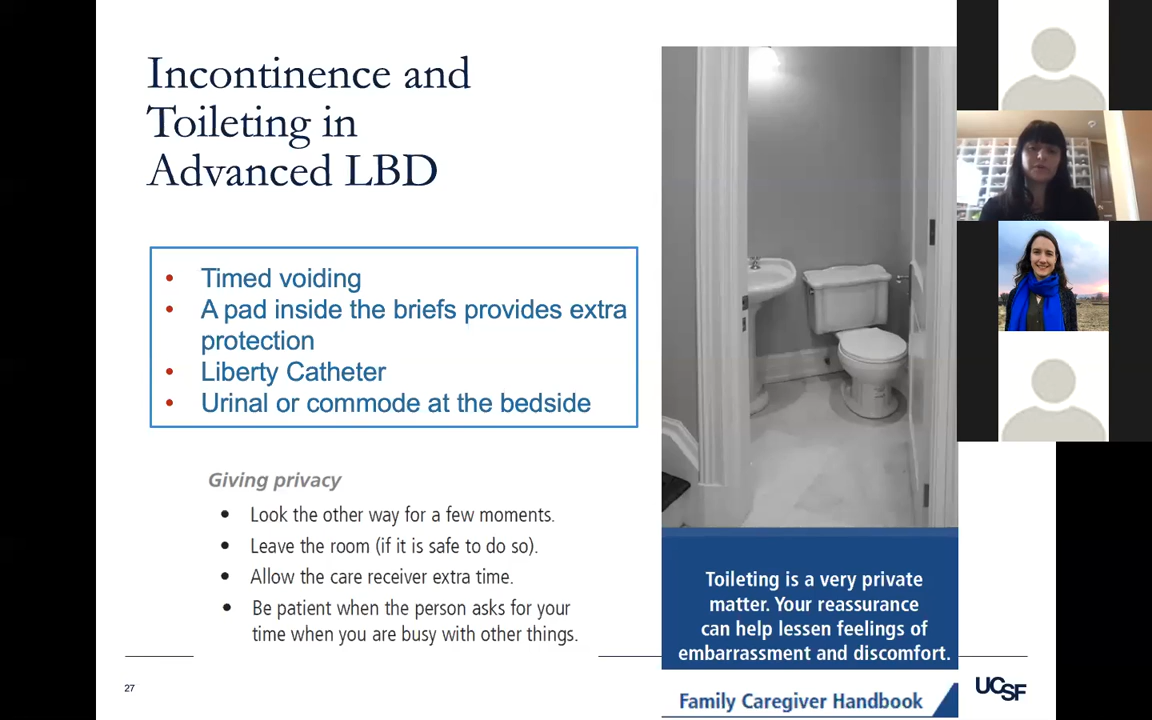 Incontinence and
Toileting in
Advanced LBD
• Timed voiding
• A pad inside the briefs provides extra
protection
• Liberty Catheter
• Urinal or commode at the bedside
Giving privacy
• Look the other way for a few moments.
• Leave the room (if it is safe to do so).
• Allow the care receiver extra time.
• Be patient when the person asks for your
time when you are busy with other things.
Toileting is a very private
matter. Your reassurance
can help lessen feelings of
embarrassment and discomfort.
Family Caregiver Handbook
27
UCSF